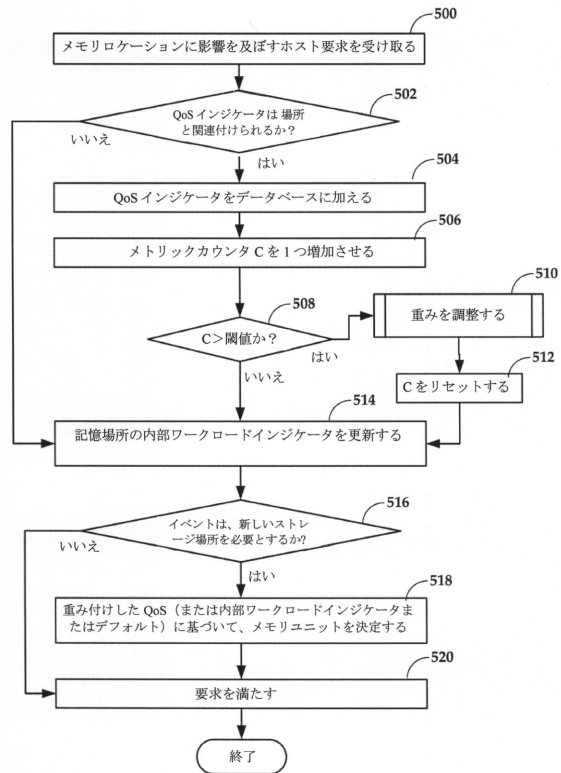 500
メモリロケーションに影響を及ぼすホスト要求を受け取る
502
QoS インジケータは 場所
と関連付けられるか？
いいえ
はい
504
QoS インジケータをデータベースに加える
506
メトリックカウンタ C を 1 つ増加させる
508
C＞閾値か？
はい
いいえ
510
重みを調整する
512
C をリセットする
514
記憶場所の内部ワークロードインジケータを更新する
516
イベントは、新しいストレ
ージ場所を必要とするか?
いいえ
はい
518
重み付けした QoS（または内部ワークロードインジケータま
たはデフォルト）に基づいて、メモリユニットを決定する
520
要求を満たす
終了